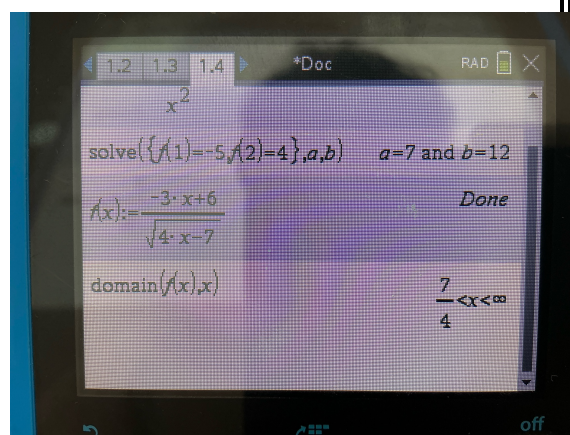 1.2 1.3 1.4 *Doc RAD
x²
solve({f(1)=-5,f(2)=4},a,b) a=7 and b=12
f(x):=(-3·x+6)/√(4·x-7) Done
domain(f(x),x) 7/4<x<∞
off